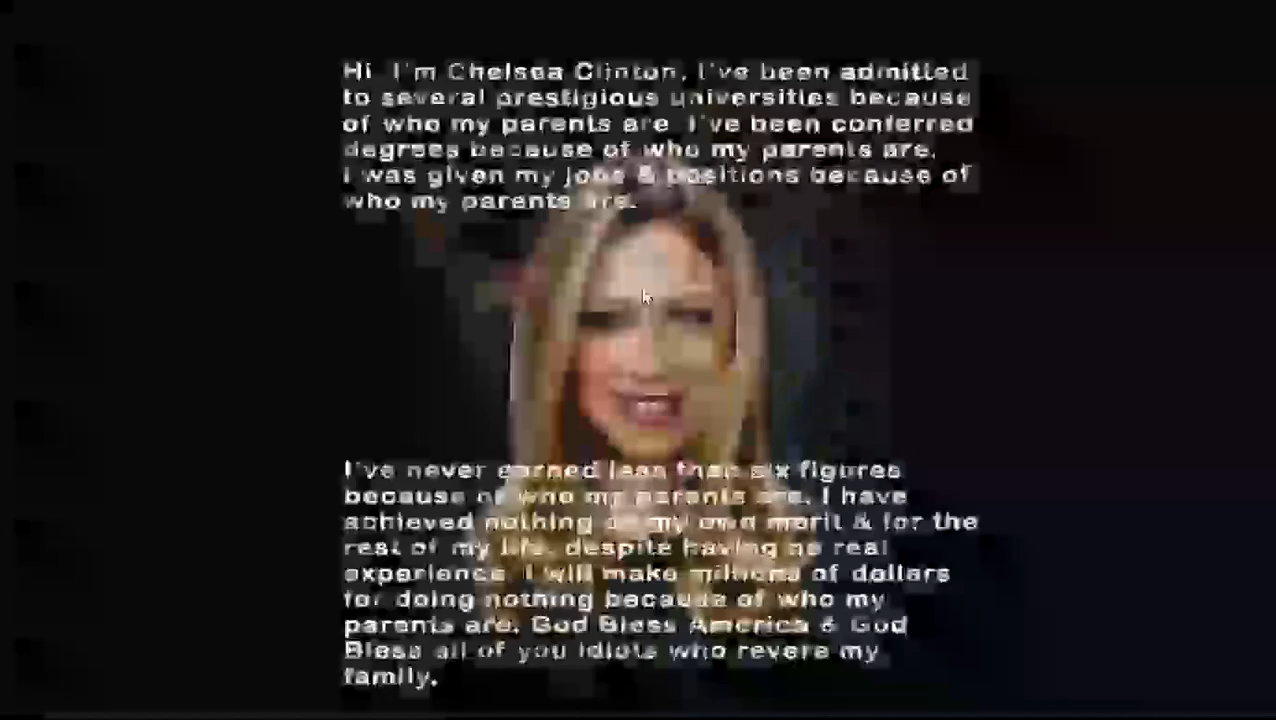 Hi, I'm Chelsea Clinton, I've been admitted
to several prestigious universities because
of who my parents are. I've been conferred
degrees because of who my parents are.
I was given my jobs & positions because of
who my parents are.
I've never earned less than six figures
because of who my parents are. I have
achieved nothing on my own merit & for the
rest of my life, despite having no real
experience, I will make millions of dollars
for doing nothing because of who my
parents are. God Bless America & God
Bless all of you idiots who revere my
family.